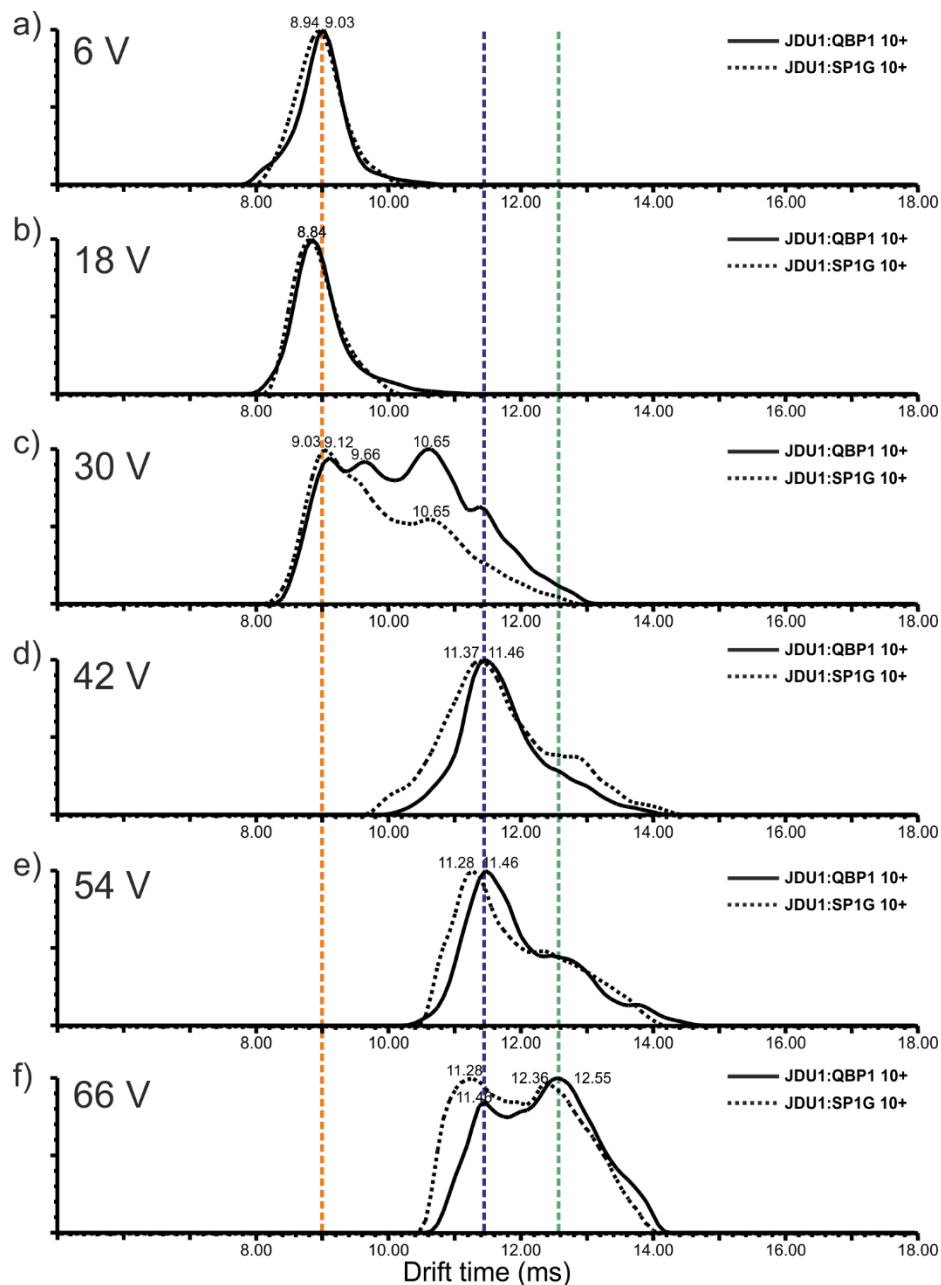 a)
6 V
8.94 9.03
JDU1:QBP1 10+
JDU1:SP1G 10+
8.00 10.00 12.00 14.00 16.00 18.00
b)
18 V
8.84
JDU1:QBP1 10+
JDU1:SP1G 10+
8.00 10.00 12.00 14.00 16.00 18.00
c)
30 V
9.03 9.12
9.66
10.65
10.65
JDU1:QBP1 10+
JDU1:SP1G 10+
8.00 10.00 12.00 14.00 16.00 18.00
d)
42 V
11.37 11.46
JDU1:QBP1 10+
JDU1:SP1G 10+
8.00 10.00 12.00 14.00 16.00 18.00
e)
54 V
11.28 11.46
JDU1:QBP1 10+
JDU1:SP1G 10+
8.00 10.00 12.00 14.00 16.00 18.00
f)
66 V
11.28
11.46
12.36 12.55
JDU1:QBP1 10+
JDU1:SP1G 10+
8.00 10.00 12.00 14.00 16.00 18.00
Drift time (ms)